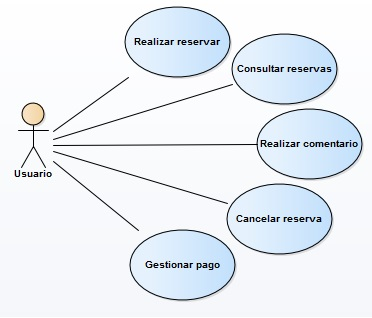 Realizar reservar
Consultar reservas
Realizar comentario
Usuario
Cancelar reserva
Gestionar pago